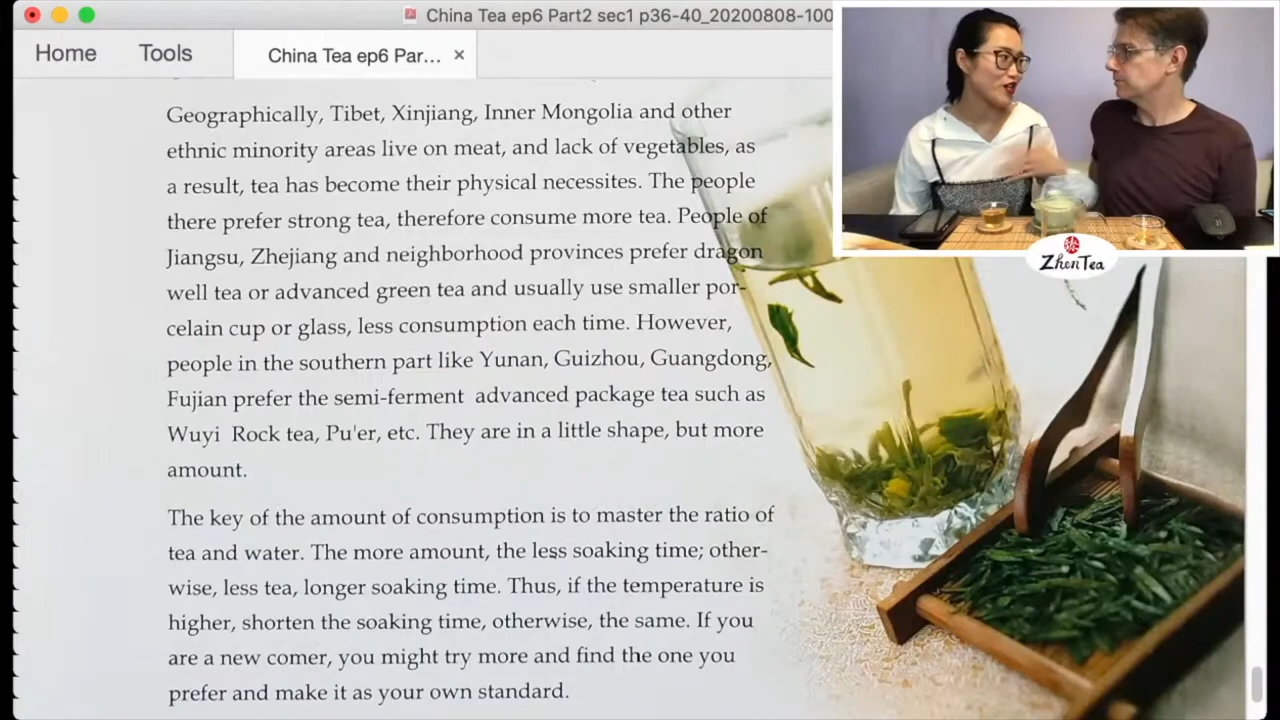 China Tea ep6 Part2 sec1 p36-40_20200808-100
Home Tools China Tea ep6 Par... ×
Geographically, Tibet, Xinjiang, Inner Mongolia and other
ethnic minority areas live on meat, and lack of vegetables, as
a result, tea has become their physical necessites. The people
there prefer strong tea, therefore consume more tea. People of
Jiangsu, Zhejiang and neighborhood provinces prefer dragon
well tea or advanced green tea and usually use smaller por-
celain cup or glass, less consumption each time. However,
people in the southern part like Yunan, Guizhou, Guangdong,
Fujian prefer the semi-ferment advanced package tea such as
Wuyi Rock tea, Pu'er, etc. They are in a little shape, but more
amount.
The key of the amount of consumption is to master the ratio of
tea and water. The more amount, the less soaking time; other-
wise, less tea, longer soaking time. Thus, if the temperature is
higher, shorten the soaking time, otherwise, the same. If you
are a new comer, you might try more and find the one you
prefer and make it as your own standard.
ZhenTea